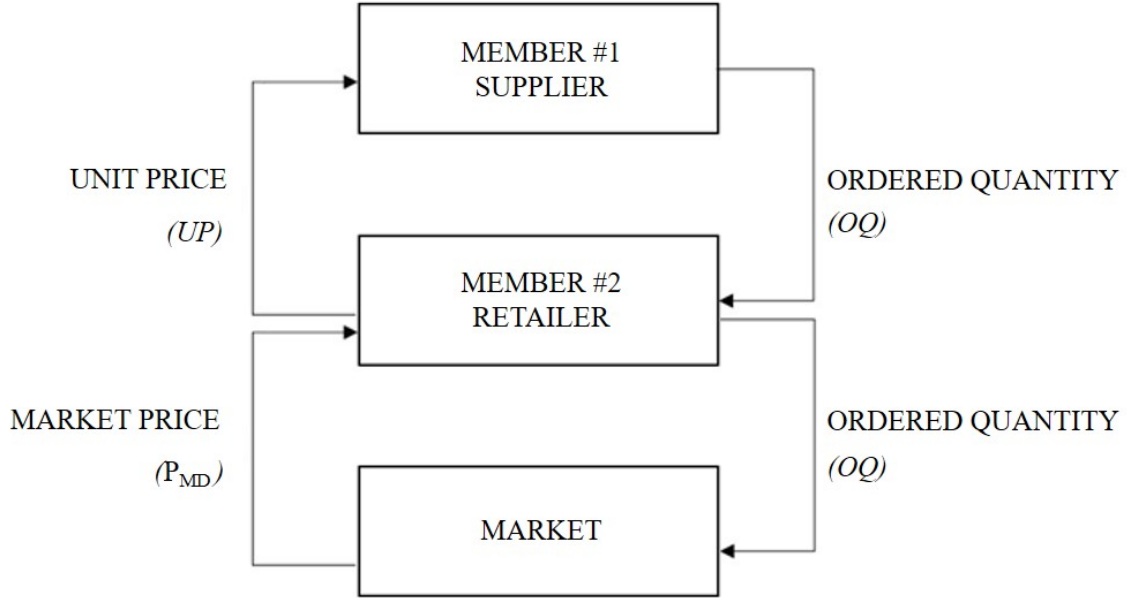 MEMBER #1
SUPPLIER
UNIT PRICE
(UP)
ORDERED QUANTITY
(OQ)
MEMBER #2
RETAILER
MARKET PRICE
(PMD)
ORDERED QUANTITY
(OQ)
MARKET